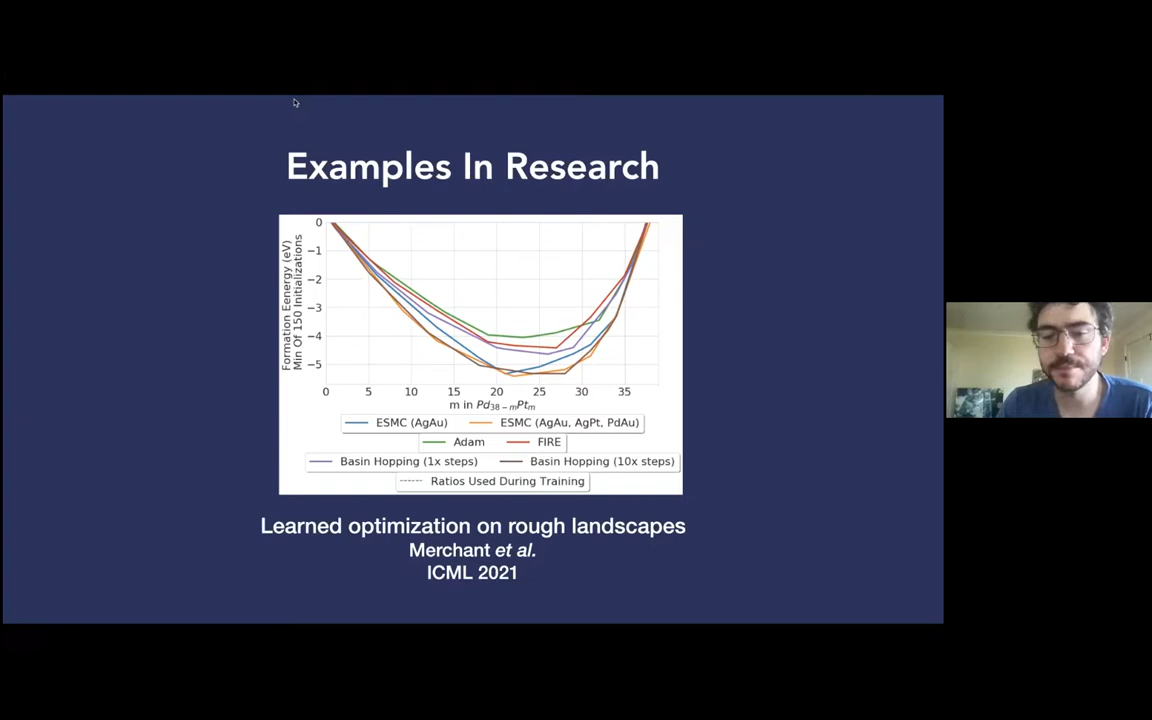 Examples In Research
Formation Eenergy (eV)
Min Of 150 Initializations
0
−1
−2
−3
−4
−5
0 5 10 15 20 25 30 35
m in Pd38−mPtm
ESMC (AgAu) ESMC (AgAu, AgPt, PdAu)
Adam FIRE
Basin Hopping (1x steps) Basin Hopping (10x steps)
Ratios Used During Training
Learned optimization on rough landscapes
Merchant et al.
ICML 2021